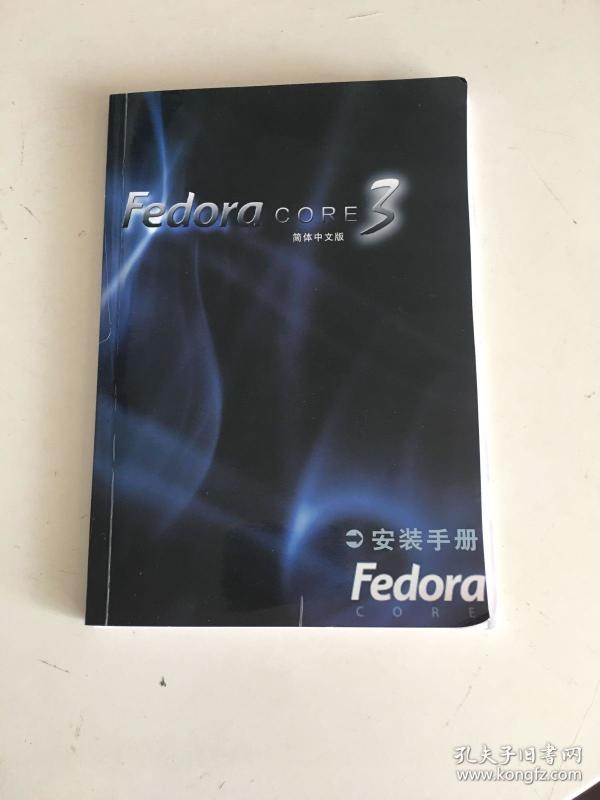 Fedora CORE 3
简体中文版
安装手册
Fedora
CORE
孔夫子旧书网
www.kongfz.com